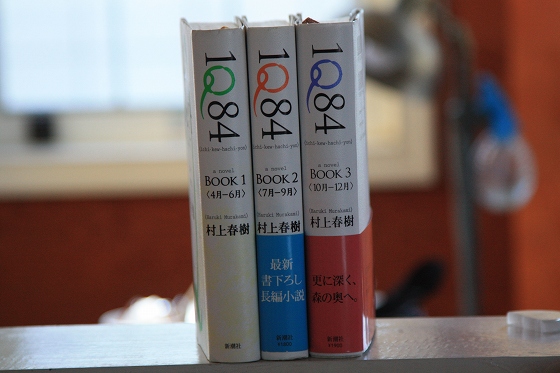 1Q84
(ichi-kew-hachi-yon)
a novel
BOOK 1
〈4月-6月〉
(Haruki Murakami)
村上春樹
新潮社
1Q84
(ichi-kew-hachi-yon)
a novel
BOOK 2
〈7月-9月〉
(Haruki Murakami)
村上春樹
最新
書下ろし
長編小説
新潮社
1Q84
(ichi-kew-hachi-yon)
a novel
BOOK 3
〈10月-12月〉
(Haruki Murakami)
村上春樹
更に深く、
森の奥へ。
新潮社